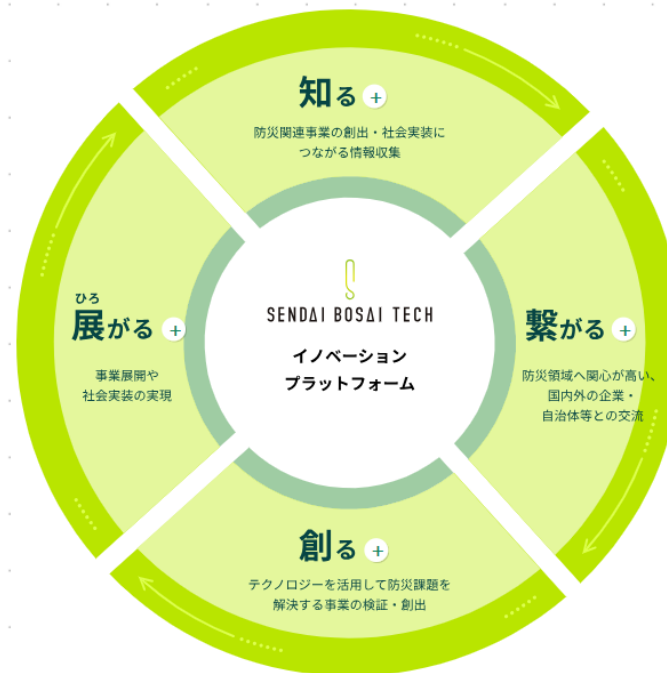 知る +
防災関連事業の創出・社会実装に
つながる情報収集
繋がる +
防災領域へ関心が高い、
国内外の企業・
自治体等との交流
創る +
テクノロジーを活用して防災課題を
解決する事業の検証・創出
ひろ
展がる +
事業展開や
社会実装の実現
SENDAI BOSAI TECH
イノベーション
プラットフォーム